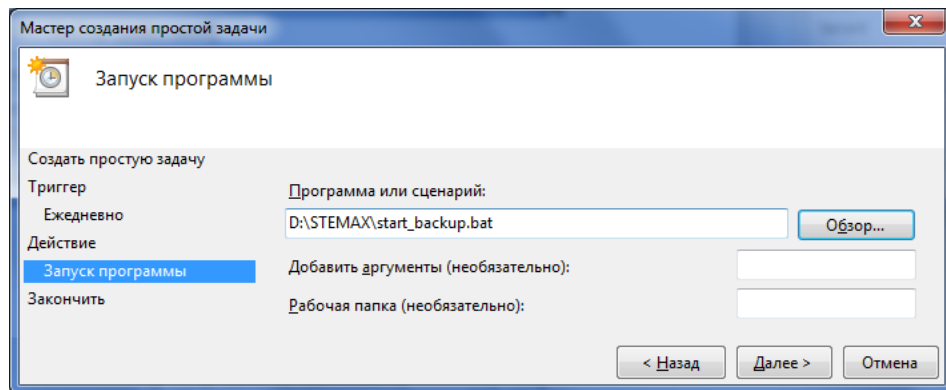 Мастер создания простой задачи
Запуск программы
Создать простую задачу
Триггер
Ежедневно
Действие
Запуск программы
Закончить
Программа или сценарий:
D:\STEMAX\start_backup.bat
Обзор...
Добавить аргументы (необязательно):
Рабочая папка (необязательно):
< Назад
Далее >
Отмена